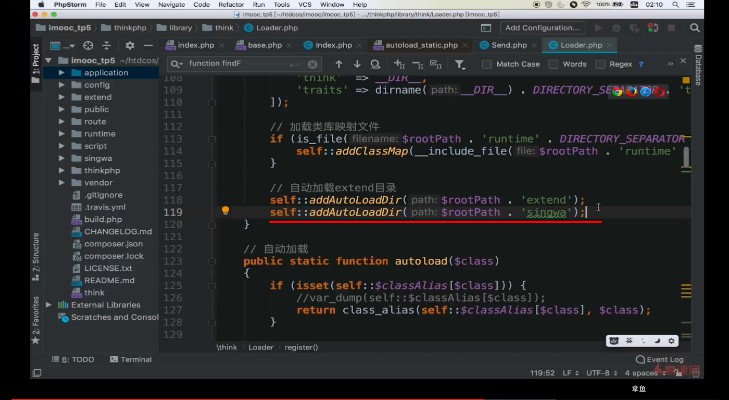 PhpStorm File Edit View Navigate Code Refactor Run Tools VCS Window Help 100% 02:10
imooc_tp5 [~/htdocs/imooc_tp5] - .../thinkphp/library/think/Loader.php [imooc_tp5]
imooc_tp5 thinkphp library think Loader.php Add Configuration...
index.php base.php Index.php autoload_static.php Send.php Loader.php
function findF Match Case Words Regex ?
1: Project
imooc_tp5 ~/htdocs/im
application
config
extend
public
route
runtime
script
singwa
thinkphp
vendor
.gitignore
.travis.yml
build.php
CHANGELOG.md
composer.json
composer.lock
LICENSE.txt
README.md
think
External Libraries
Scratches and Consol
Z: Structure
2: Favorites
Database
108 'think' => __DIR__,
109 'traits' => dirname( path: __DIR__) . DIRECTORY_SEPARATOR . 't
110 ]);
111
112 // 加载类库映射文件
113 if (is_file( filename: $rootPath . 'runtime' . DIRECTORY_SEPARATOR
114 self::addClassMap(__include_file( file: $rootPath . 'runtime'
115 }
116
117 // 自动加载extend目录
118 self::addAutoLoadDir( path: $rootPath . 'extend');
119 self::addAutoLoadDir( path: $rootPath . 'singwa');
120 }
121
122 // 自动加载
123 public static function autoload($class)
124 {
125 if (isset(self::$classAlias[$class])) {
126 //var_dump(self::$classAlias[$class]);
127 return class_alias(self::$classAlias[$class], $class);
128 }
129
\think Loader register()
6: TODO Terminal Event Log
119:52 LF UTF-8 4 spaces
章鱼